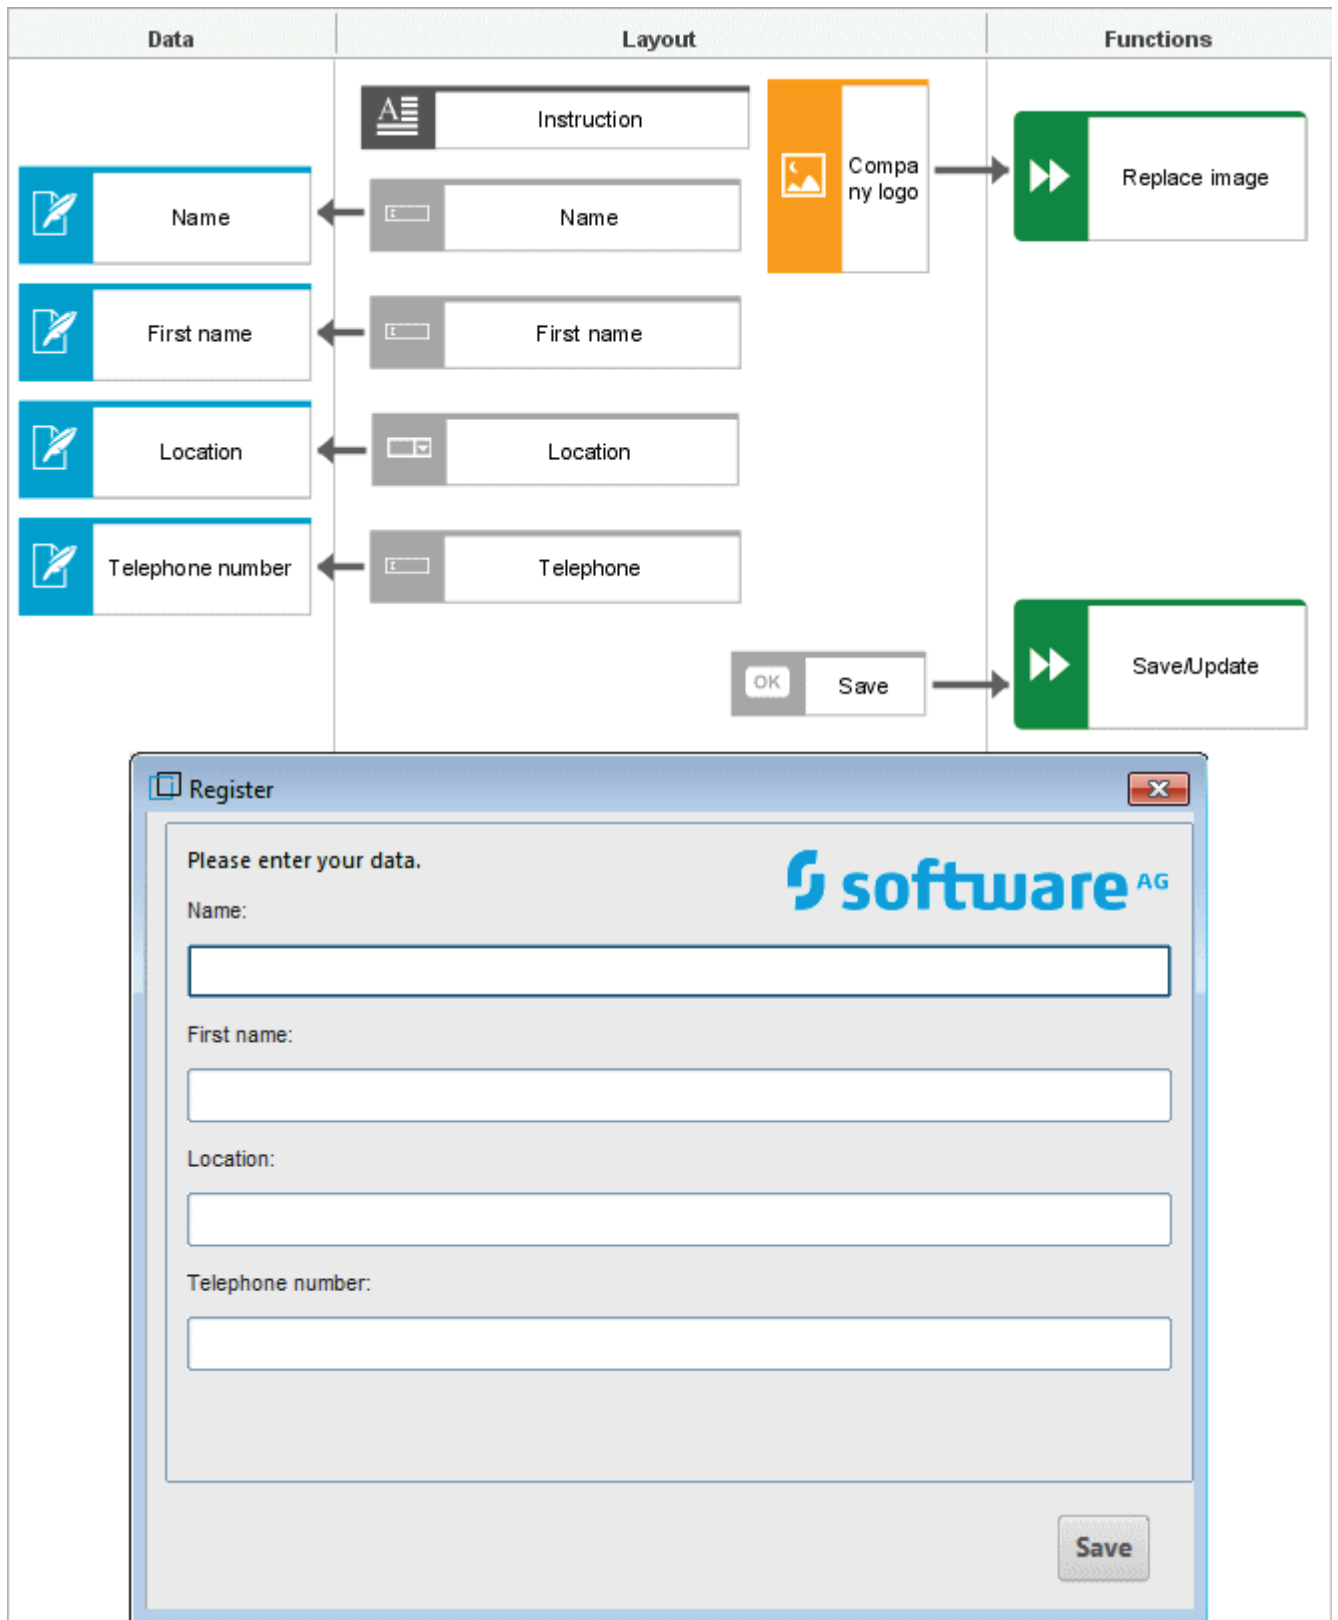 Data
Layout
Functions
A
Instruction
Compa
ny logo
Replace image
Name
Name
First name
First name
Location
Location
Telephone number
Telephone
OK
Save
Save/Update
Register
Please enter your data.
software AG
Name:
First name:
Location:
Telephone number:
Save